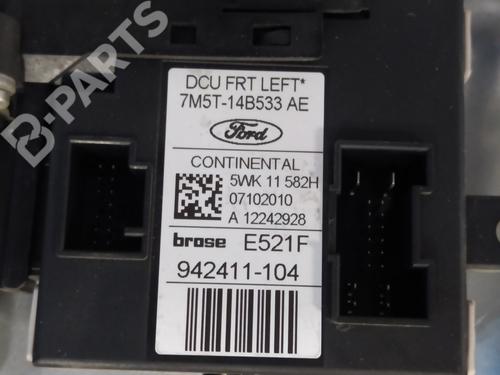 DCU FRT LEFT*
7M5T-14B533 AE
Ford
CONTINENTAL
5WK 11 582H
07102010
A 12242928
brose E521F
942411-104
B-PARTS